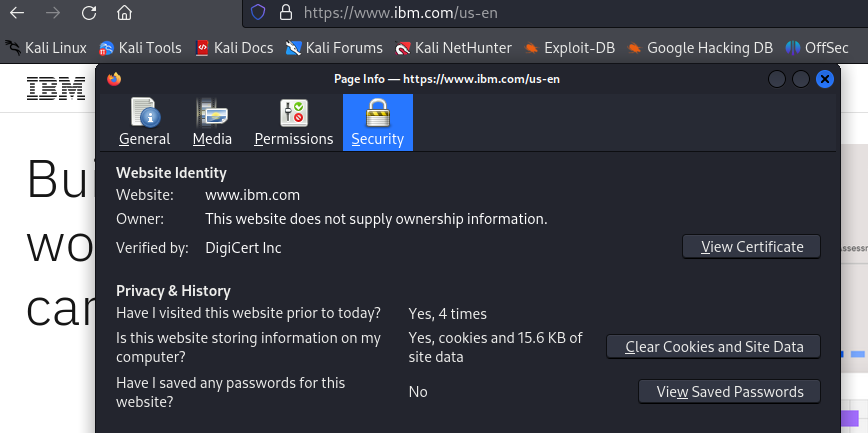 https://www.ibm.com/us-en
Kali Linux Kali Tools Kali Docs Kali Forums Kali NetHunter Exploit-DB Google Hacking DB OffSec
Page Info — https://www.ibm.com/us-en
IBM
General Media Permissions Security
Website Identity
Website: www.ibm.com
Owner: This website does not supply ownership information.
Verified by: DigiCert Inc View Certificate
Privacy & History
Have I visited this website prior to today? Yes, 4 times
Is this website storing information on my
computer?
Yes, cookies and 15.6 KB of
site data
Clear Cookies and Site Data
Have I saved any passwords for this
website?
No
View Saved Passwords